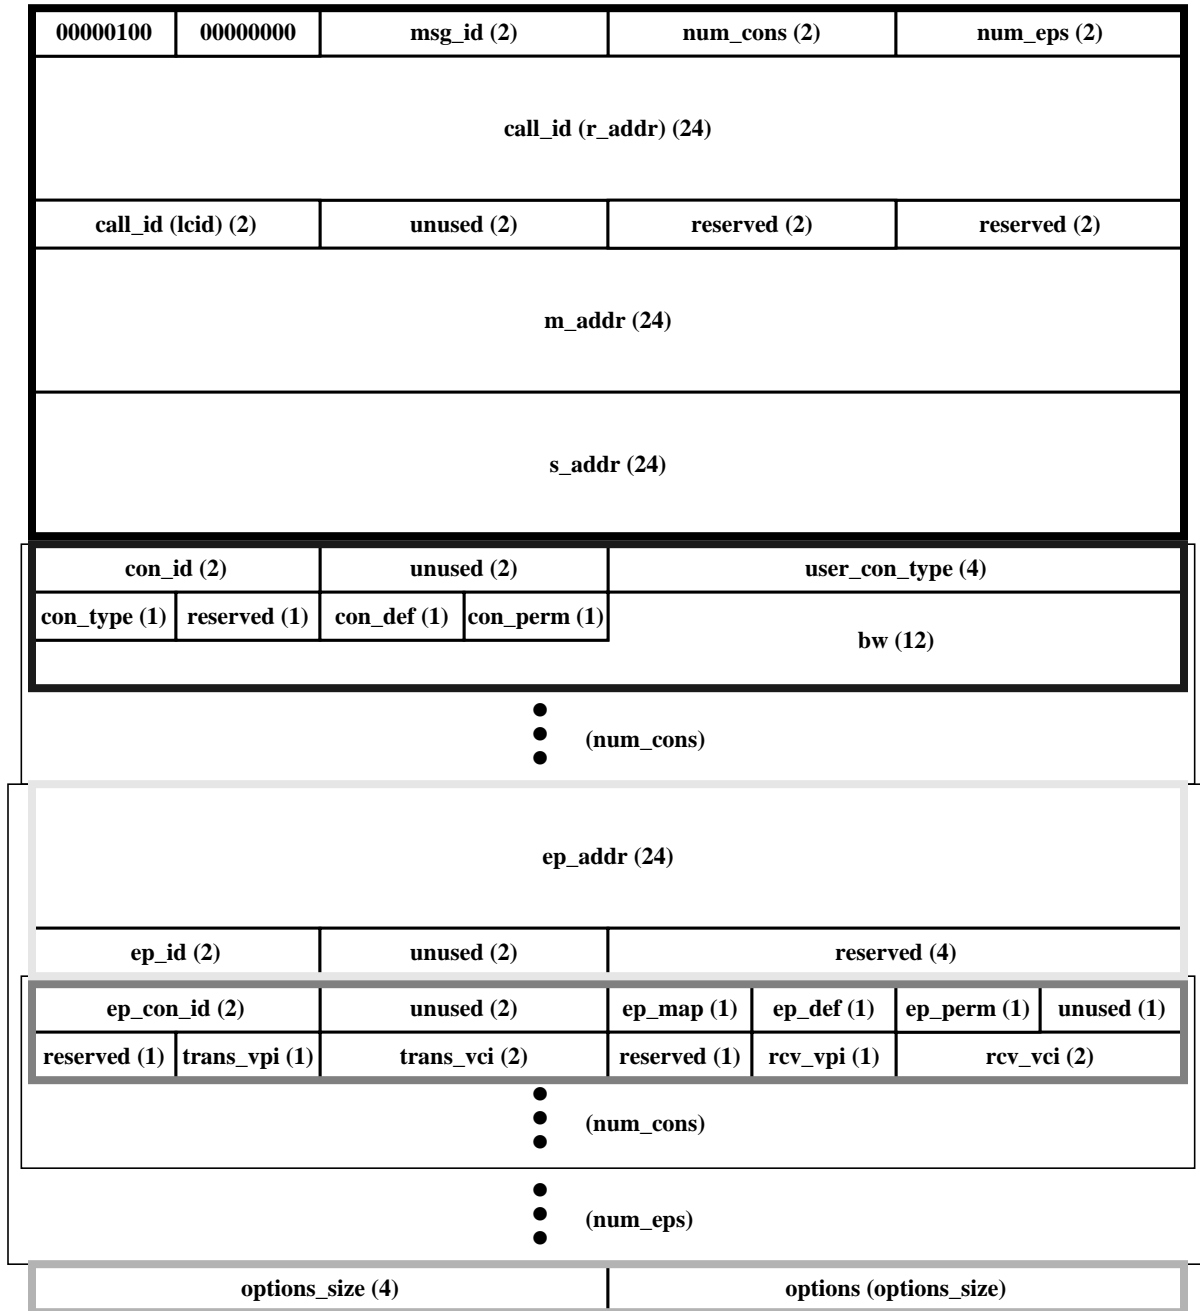 00000100 00000000 msg_id (2) num_cons (2) num_eps (2)
call_id (r_addr) (24)
call_id (lcid) (2) unused (2) reserved (2) reserved (2)
m_addr (24)
s_addr (24)
con_id (2) unused (2) user_con_type (4)
con_type (1) reserved (1) con_def (1) con_perm (1)
bw (12)
(num_cons)
ep_addr (24)
ep_id (2) unused (2) reserved (4)
ep_con_id (2) unused (2) ep_map (1) ep_def (1) ep_perm (1) unused (1)
reserved (1) trans_vpi (1) trans_vci (2) reserved (1) rcv_vpi (1) rcv_vci (2)
(num_cons)
(num_eps)
options_size (4) options (options_size)